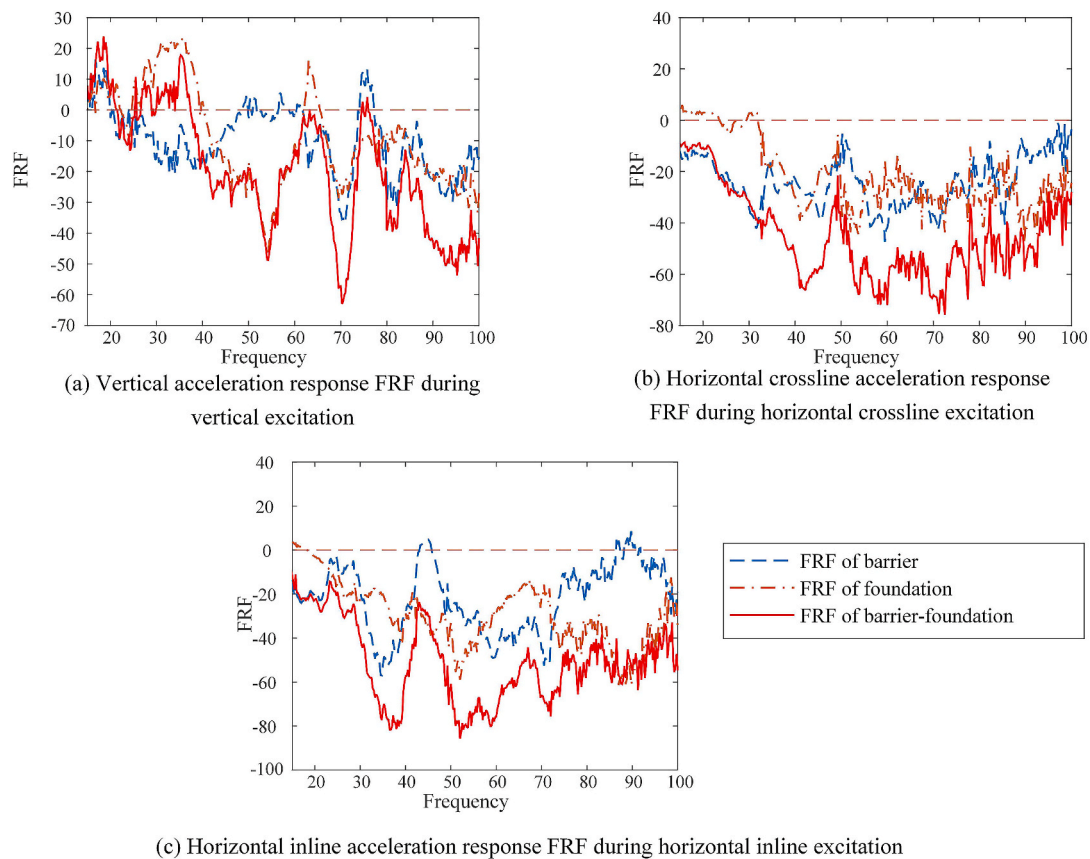 30
20
10
0
-10
-20
-30
-40
-50
-60
-70
FRF
20 30 40 50 60 70 80 90 100
Frequency
(a) Vertical acceleration response FRF during
vertical excitation
40
20
0
-20
-40
-60
-80
FRF
20 30 40 50 60 70 80 90 100
Frequency
(b) Horizontal crossline acceleration response
FRF during horizontal crossline excitation
40
20
0
-20
-40
-60
-80
-100
FRF
20 30 40 50 60 70 80 90 100
Frequency
FRF of barrier
FRF of foundation
FRF of barrier-foundation
(c) Horizontal inline acceleration response FRF during horizontal inline excitation